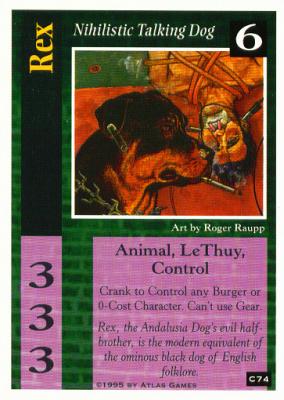 Rex
Nihilistic Talking Dog
6
Art by Roger Raupp
3
3
3
Animal, LeThuy,
Control
Crank to Control any Burger or
0-Cost Character. Can't use Gear.
Rex, the Andalusia Dog's evil half-
brother, is the modern equivalent of
the ominous black dog of English
folklore.
©1995 BY ATLAS GAMES
C74